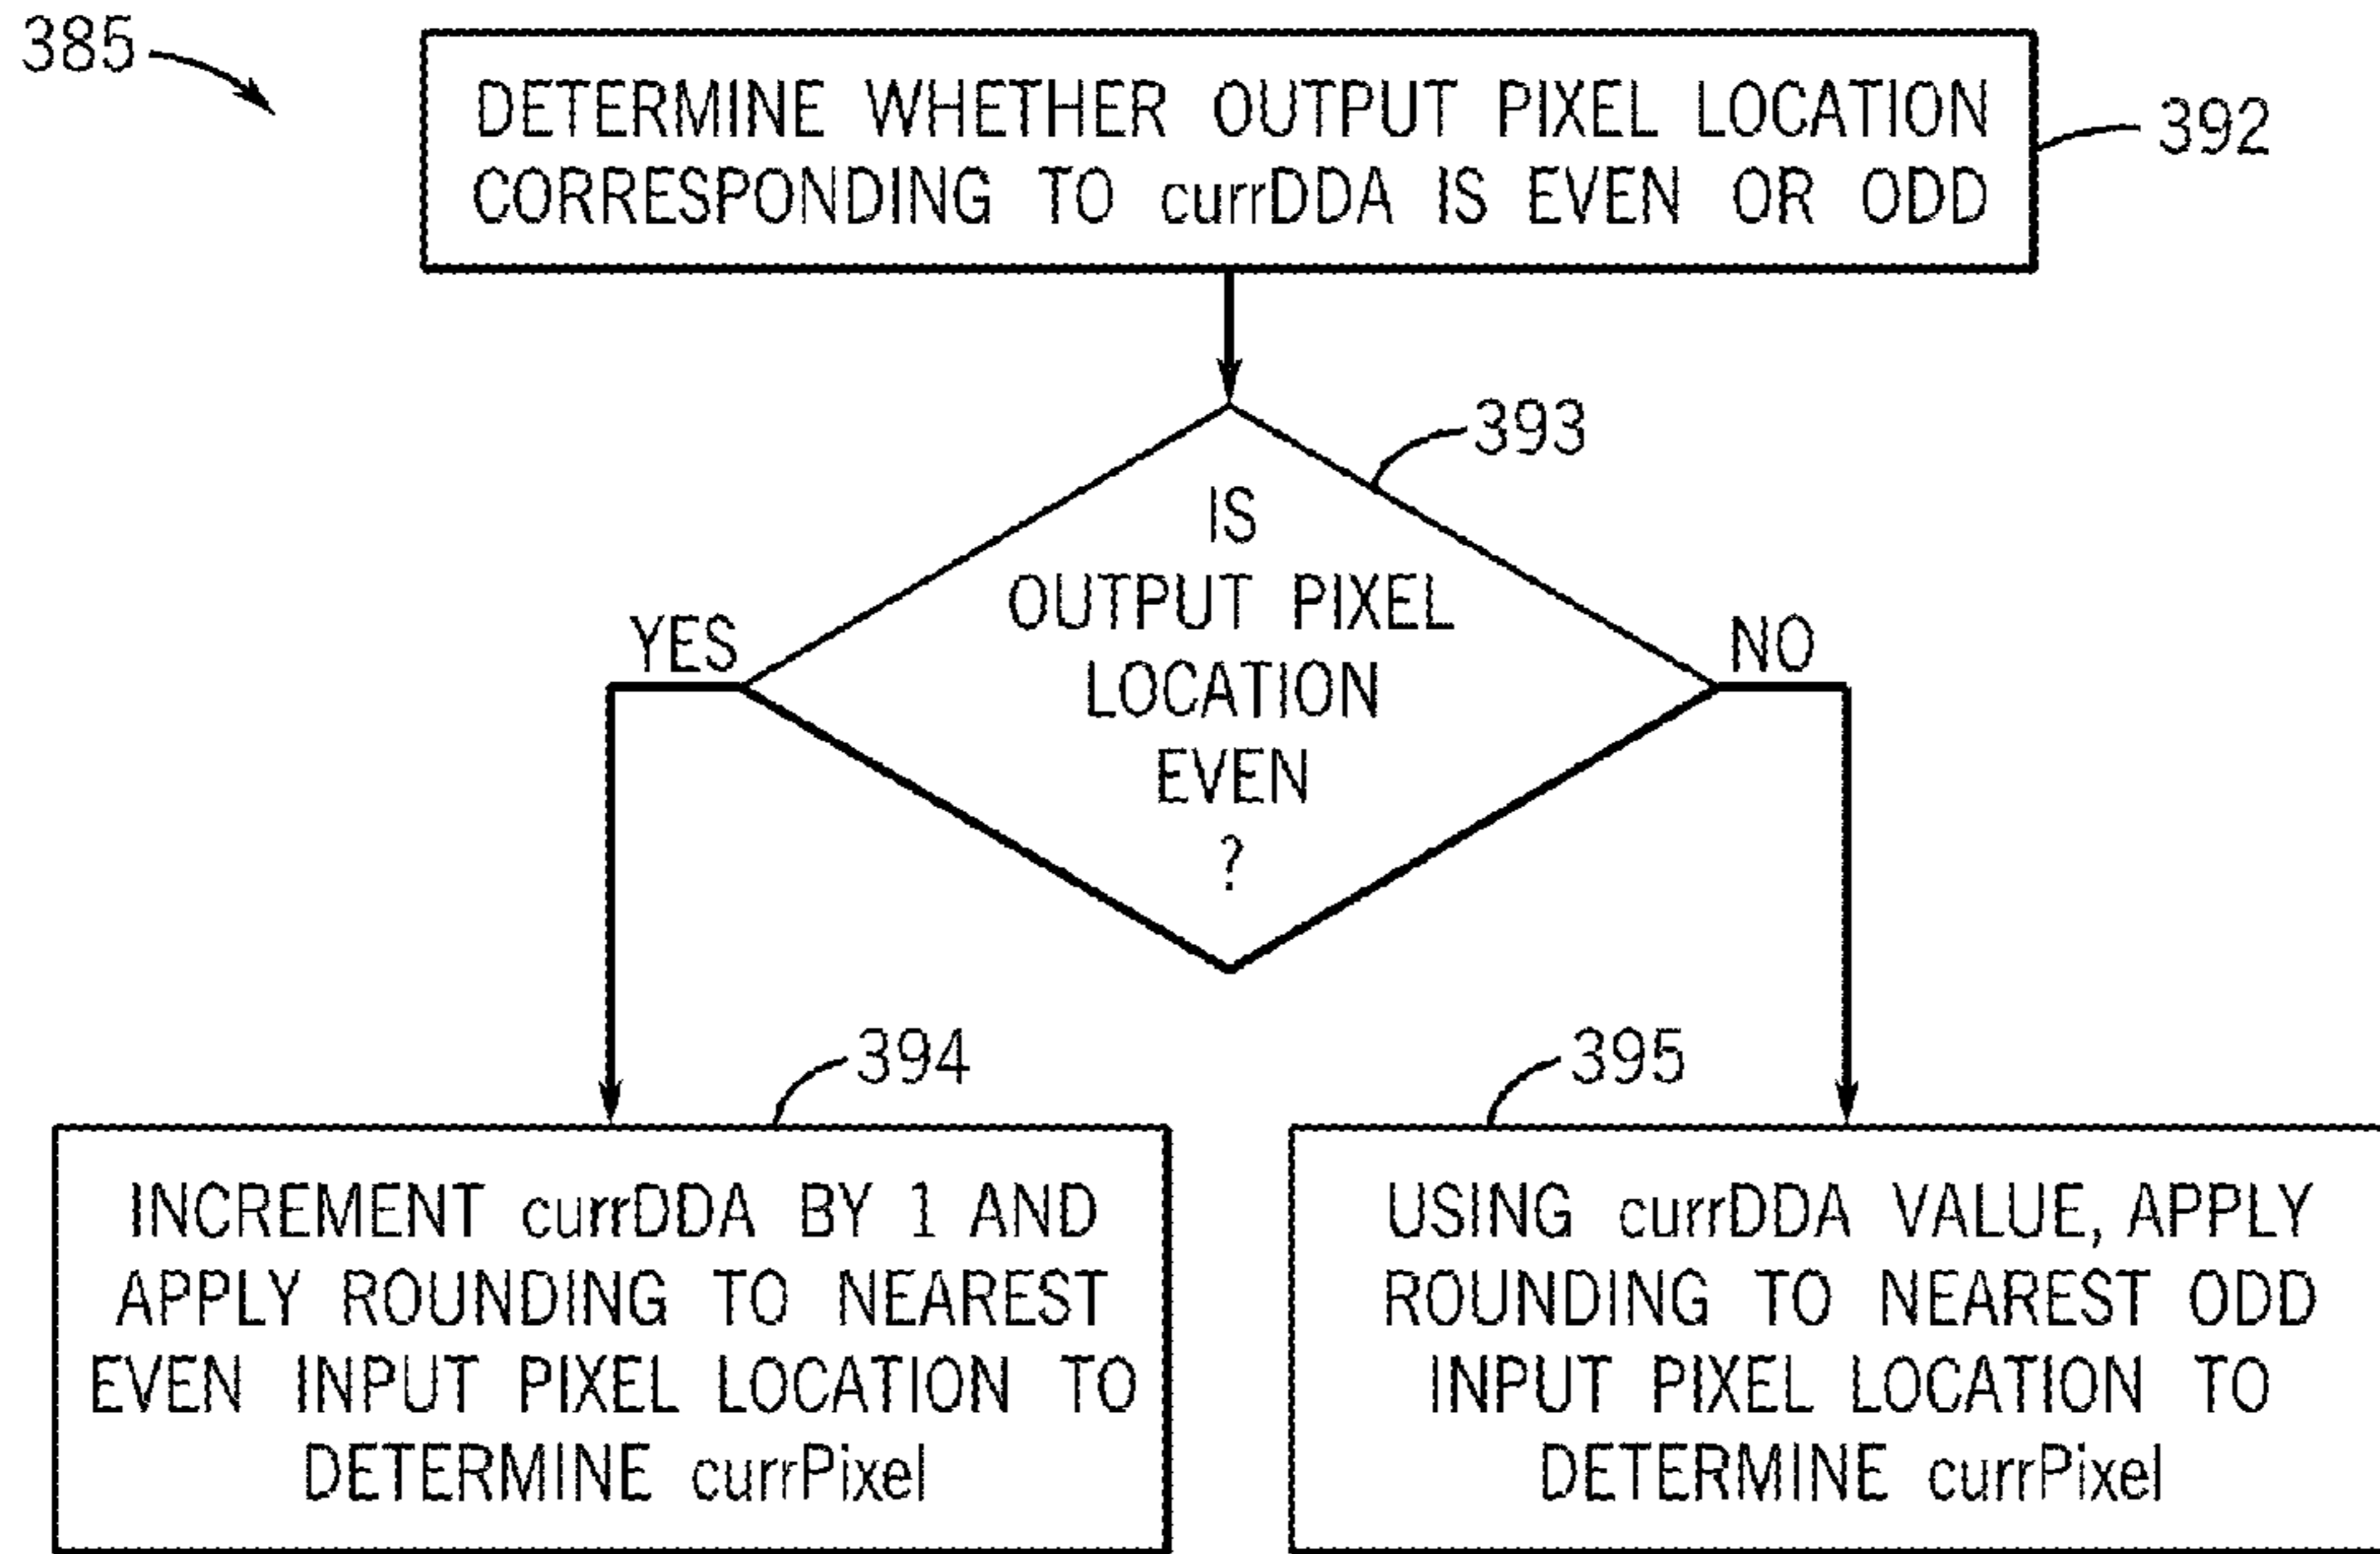 385
DETERMINE WHETHER OUTPUT PIXEL LOCATION
CORRESPONDING TO currDDA IS EVEN OR ODD
392
393
IS
OUTPUT PIXEL
LOCATION
EVEN
?
YES
NO
394
395
INCREMENT currDDA BY 1 AND
APPLY ROUNDING TO NEAREST
EVEN INPUT PIXEL LOCATION TO
DETERMINE currPixel
USING currDDA VALUE, APPLY
ROUNDING TO NEAREST ODD
INPUT PIXEL LOCATION TO
DETERMINE currPixel